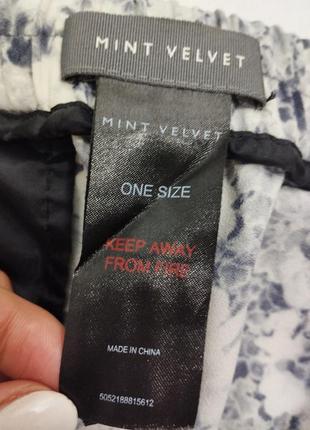 MINT VELVET
MINT VELVET
ONE SIZE
KEEP AWAY
FROM FIRE
MADE IN CHINA
5052188815612